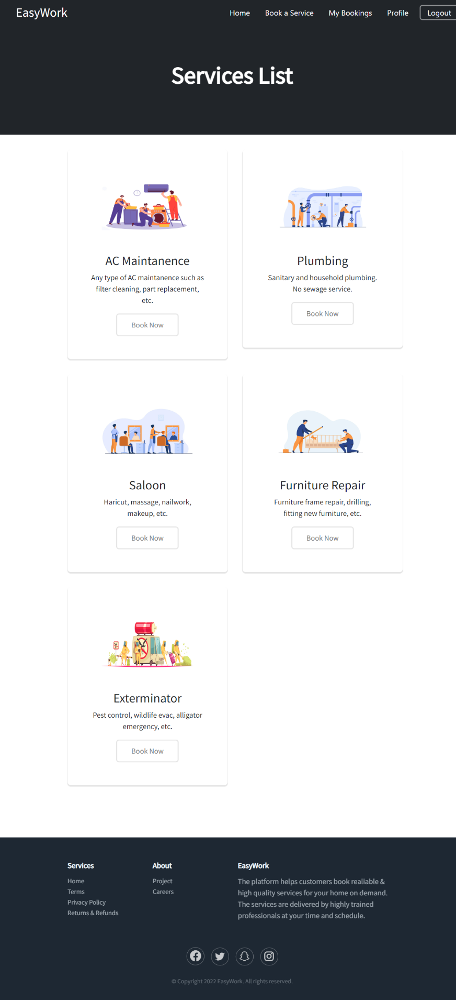 EasyWork
Home
Book a Service
My Bookings
Profile
Logout
Services List
AC Maintanence
Any type of AC maintanence such as
filter cleaning, part replacement,
etc.
Book Now
Plumbing
Sanitary and household plumbing.
No sewage service.
Book Now
Saloon
Haricut, massage, nailwork,
makeup, etc.
Book Now
Furniture Repair
Furniture frame repair, drilling,
fitting new furniture, etc.
Book Now
Exterminator
Pest control, wildlife evac, alligator
emergency, etc.
Book Now
Services
Home
Terms
Privacy Policy
Returns & Refunds
About
Project
Careers
EasyWork
The platform helps customers book realiable &
high quality services for your home on demand.
The services are delivered by highly trained
professionals at your time and schedule.
© Copyright 2022 EasyWork. All rights reserved.